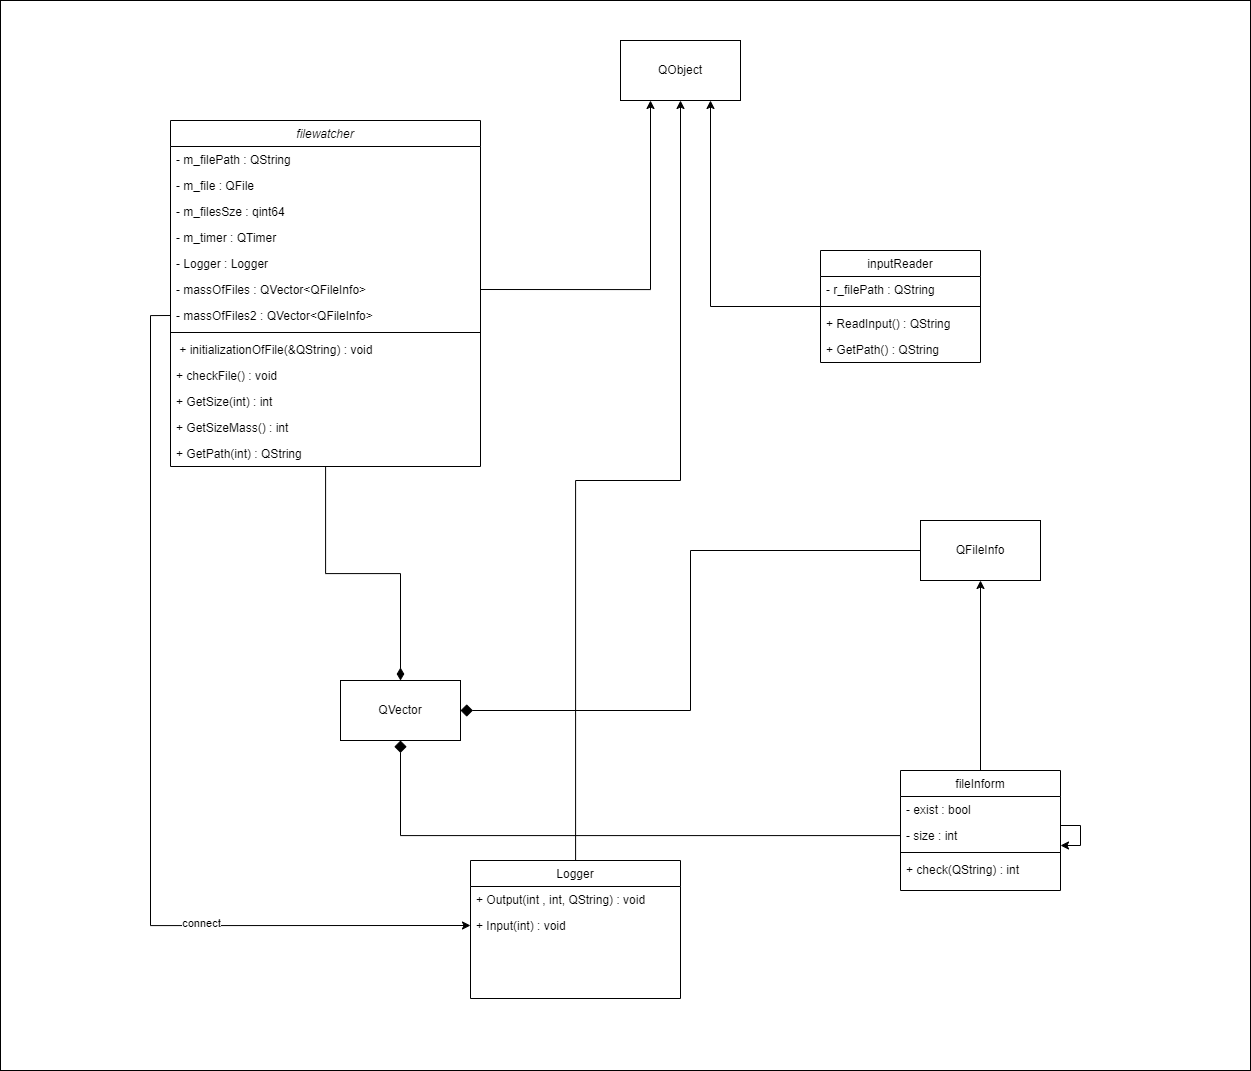 QObject
filewatcher
- m_filePath : QString
- m_file : QFile
- m_filesSze : qint64
- m_timer : QTimer
- Logger : Logger
- massOfFiles : QVector<QFileInfo>
- massOfFiles2 : QVector<QFileInfo>
+ initializationOfFile(&QString) : void
+ checkFile() : void
+ GetSize(int) : int
+ GetSizeMass() : int
+ GetPath(int) : QString
inputReader
- r_filePath : QString
+ ReadInput() : QString
+ GetPath() : QString
QFileInfo
QVector
fileInform
- exist : bool
- size : int
+ check(QString) : int
Logger
+ Output(int , int, QString) : void
+ Input(int) : void
connect